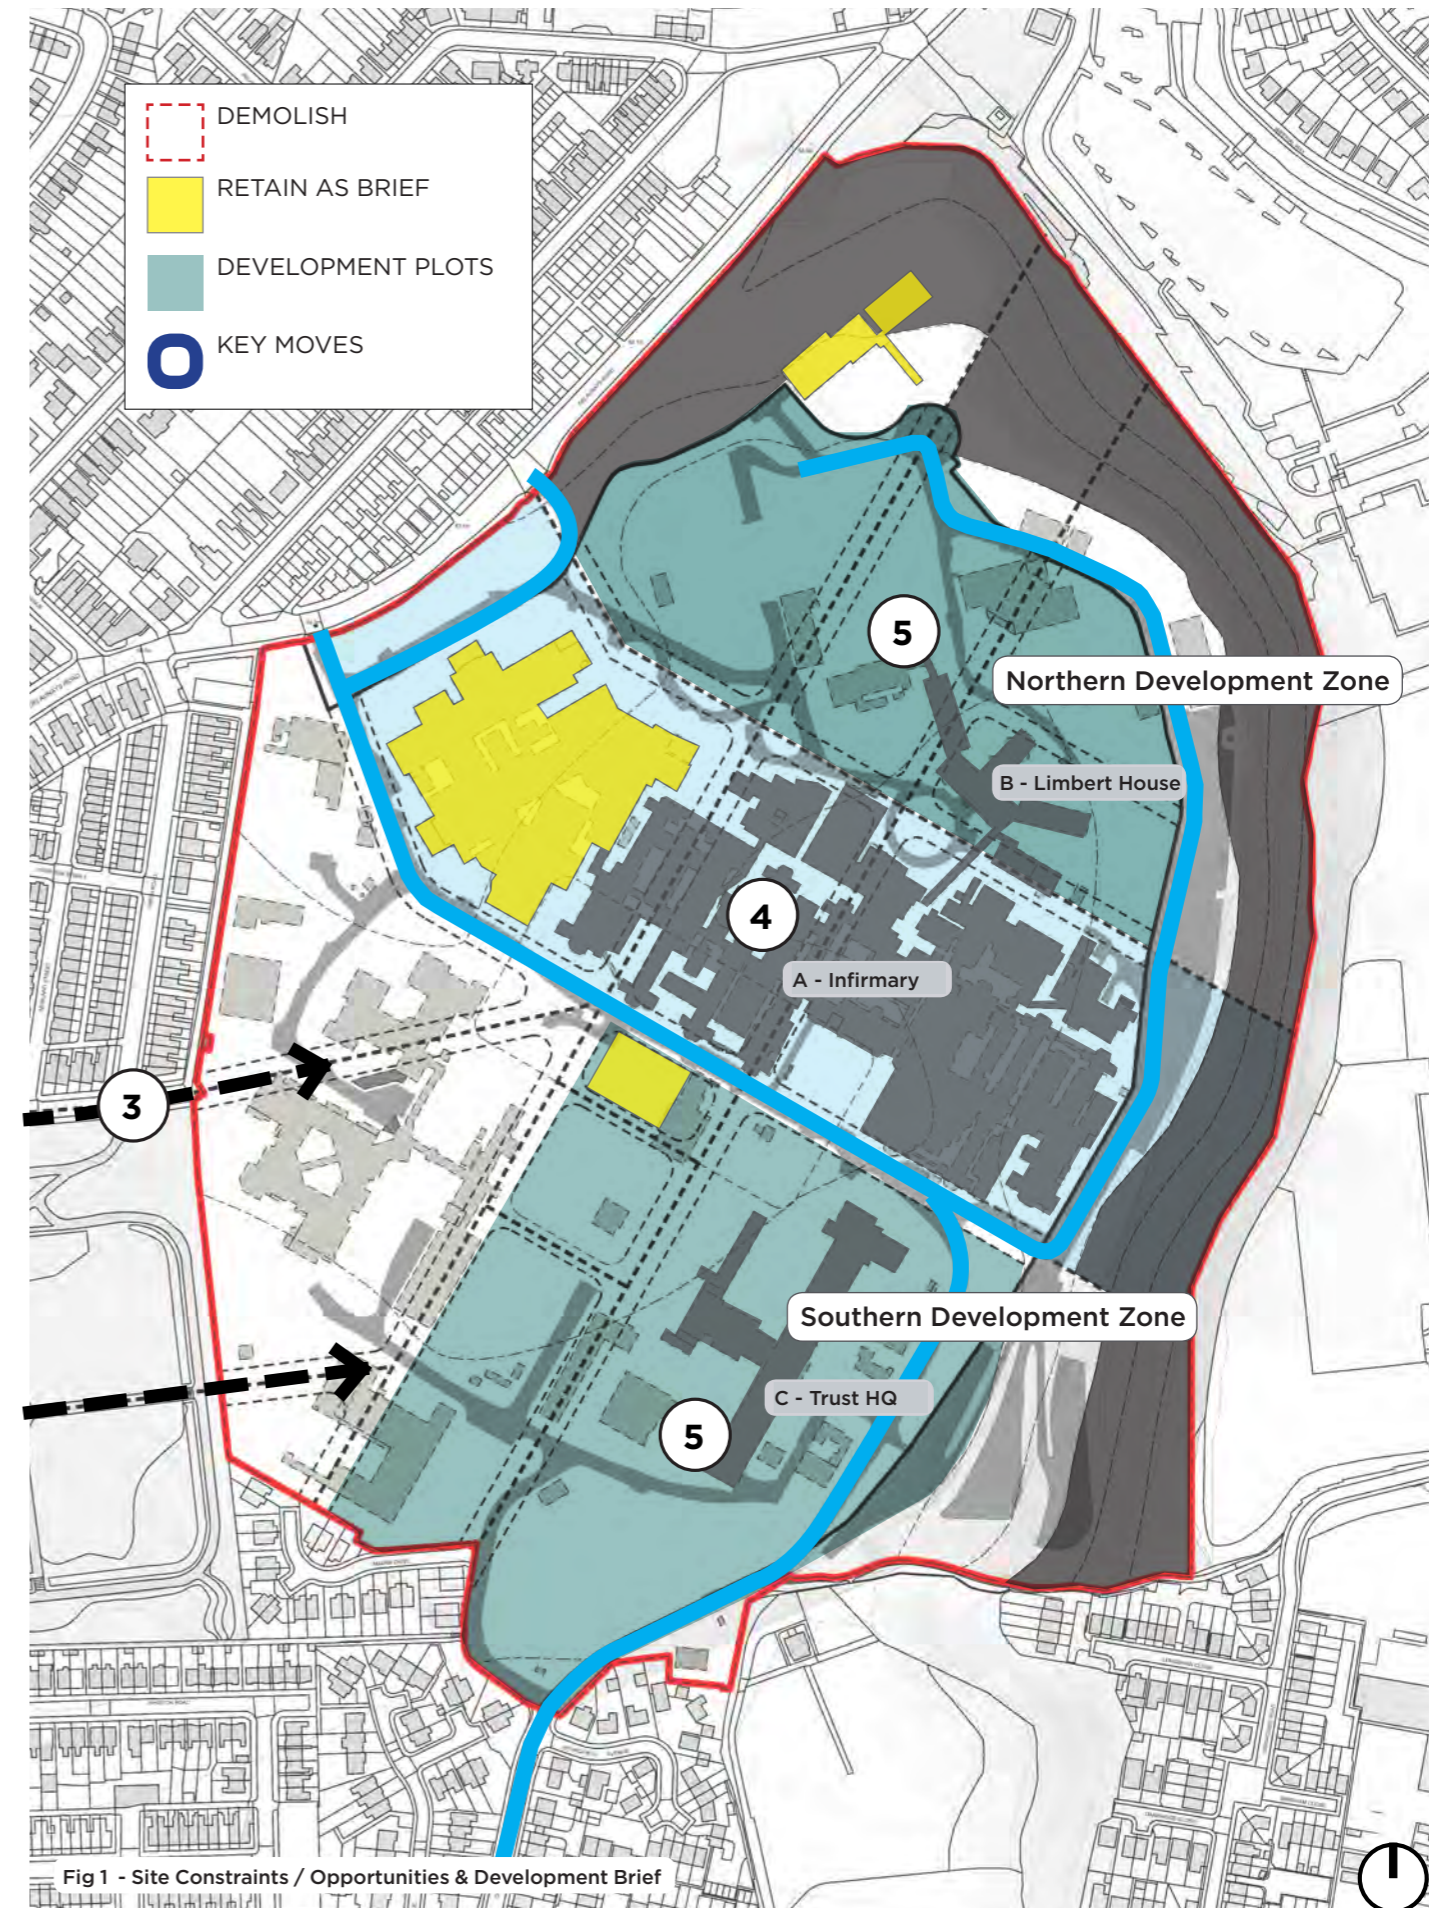 DEMOLISH
RETAIN AS BRIEF
DEVELOPMENT PLOTS
KEY MOVES
5
Northern Development Zone
B - Limbert House
4
A - Infirmary
3
Southern Development Zone
C - Trust HQ
5
Fig 1 - Site Constraints / Opportunities & Development Brief